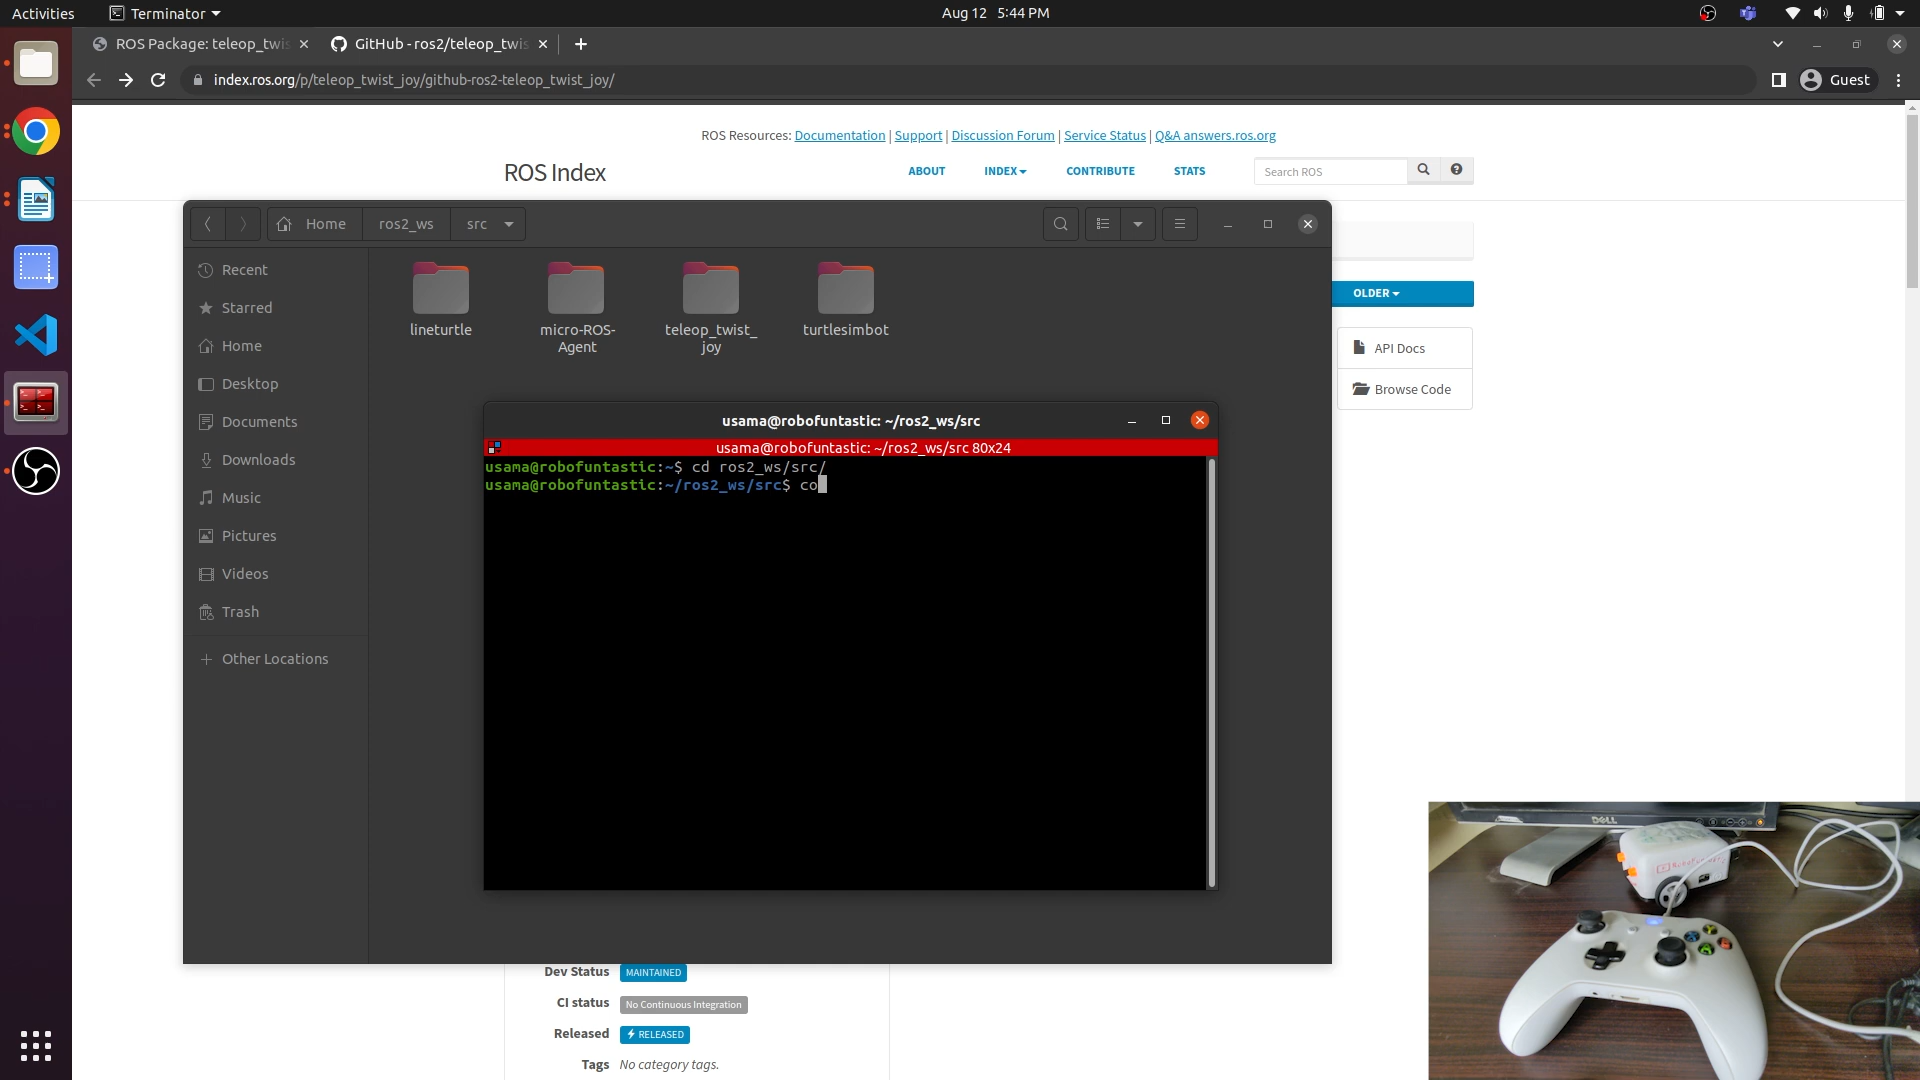 Activities
Terminator
Aug 12 5:44 PM
ROS Package: teleop_twis
GitHub - ros2/teleop_twis
index.ros.org/p/teleop_twist_joy/github-ros2-teleop_twist_joy/
Guest
ROS Resources: Documentation | Support | Discussion Forum | Service Status | Q&A answers.ros.org
ROS Index
ABOUT
INDEX
CONTRIBUTE
STATS
Search ROS
Home
ros2_ws
src
OLDER
API Docs
Browse Code
Recent
Starred
Home
Desktop
Documents
Downloads
Music
Pictures
Videos
Trash
Other Locations
lineturtle
micro-ROS-
Agent
teleop_twist_
joy
turtlesimbot
usama@robofuntastic: ~/ros2_ws/src
usama@robofuntastic: ~/ros2_ws/src 80x24
usama@robofuntastic:~$ cd ros2_ws/src/
usama@robofuntastic:~/ros2_ws/src$ co
Dev Status MAINTAINED
CI status No Continuous Integration
Released RELEASED
Tags No category tags.
DELL